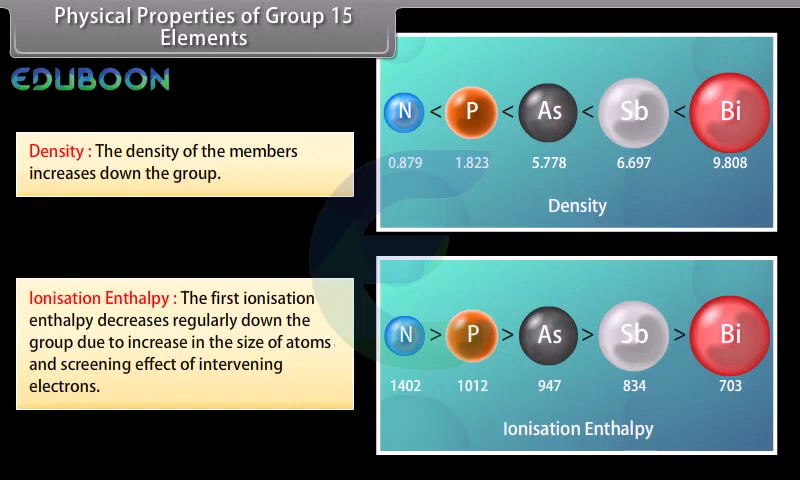 Physical Properties of Group 15
Elements
EDUBOON
Density : The density of the members
increases down the group.
N < P < As < Sb < Bi
0.879 1.823 5.778 6.697 9.808
Density
Ionisation Enthalpy : The first ionisation
enthalpy decreases regularly down the
group due to increase in the size of atoms
and screening effect of intervening
electrons.
N > P > As > Sb > Bi
1402 1012 947 834 703
Ionisation Enthalpy